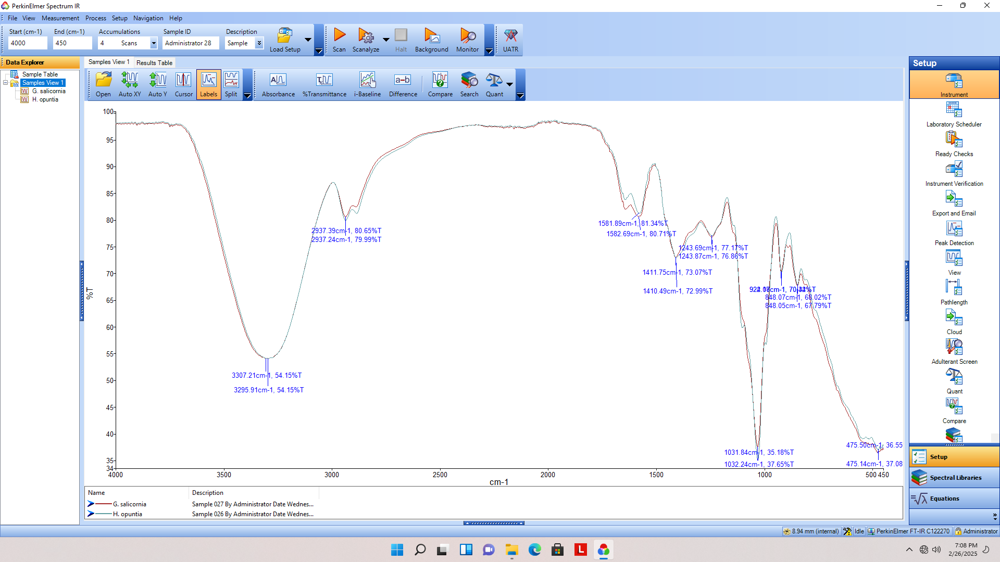 PerkinElmer Spectrum IR
File View Measurement Process Setup Navigation Help
Start (cm-1) End (cm-1) Accumulations Sample ID Description
4000 450 4 Scans Administrator 28 Sample
Load Setup Scan Scanalyze Halt Background Monitor UATR
Data Explorer
Sample Table
Samples View 1
G. salicornia
H. opuntia
Samples View 1 Results Table
Open Auto XY Auto Y Cursor Labels Split Absorbance %Transmittance i-Baseline Difference Compare Search Quant
%T
100
95
90
85
80
75
70
65
60
55
50
45
40
35
34
2937.39cm-1, 80.65%T
2937.24cm-1, 79.99%T
3307.21cm-1, 54.15%T
3295.91cm-1, 54.15%T
1581.89cm-1, 81.34%T
1582.69cm-1, 80.71%T
1243.69cm-1, 77.17%T
1243.87cm-1, 76.86%T
1411.75cm-1, 73.07%T
1410.49cm-1, 72.99%T
848.07cm-1, 68.02%T
848.05cm-1, 67.79%T
1031.84cm-1, 35.18%T
1032.24cm-1, 37.65%T
475.50cm-1, 36.55
475.14cm-1, 37.08
4000 3500 3000 2500 2000 1500 1000 500 450
cm-1
Name Description
G. salicornia Sample 027 By Administrator Date Wednes...
H. opuntia Sample 026 By Administrator Date Wednes...
Setup
Instrument
Laboratory Scheduler
Ready Checks
Instrument Verification
Export and Email
Peak Detection
View
Pathlength
Cloud
Adulterant Screen
Quant
Compare
Setup
Spectral Libraries
Equations
8.94 mm (internal) Idle PerkinElmer FT-IR C122270 Administrator
7:08 PM
2/26/2025